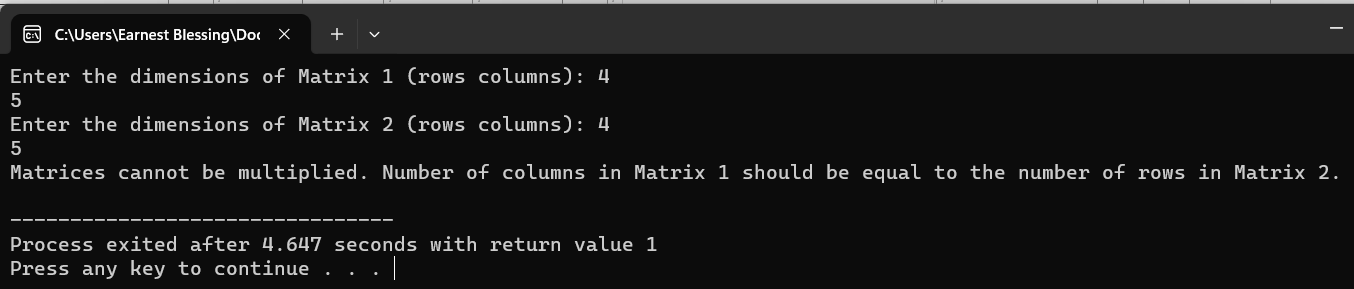 C:\Users\Earnest Blessing\Doc
Enter the dimensions of Matrix 1 (rows columns): 4
5
Enter the dimensions of Matrix 2 (rows columns): 4
5
Matrices cannot be multiplied. Number of columns in Matrix 1 should be equal to the number of rows in Matrix 2.
--------------------------------
Process exited after 4.647 seconds with return value 1
Press any key to continue . . .